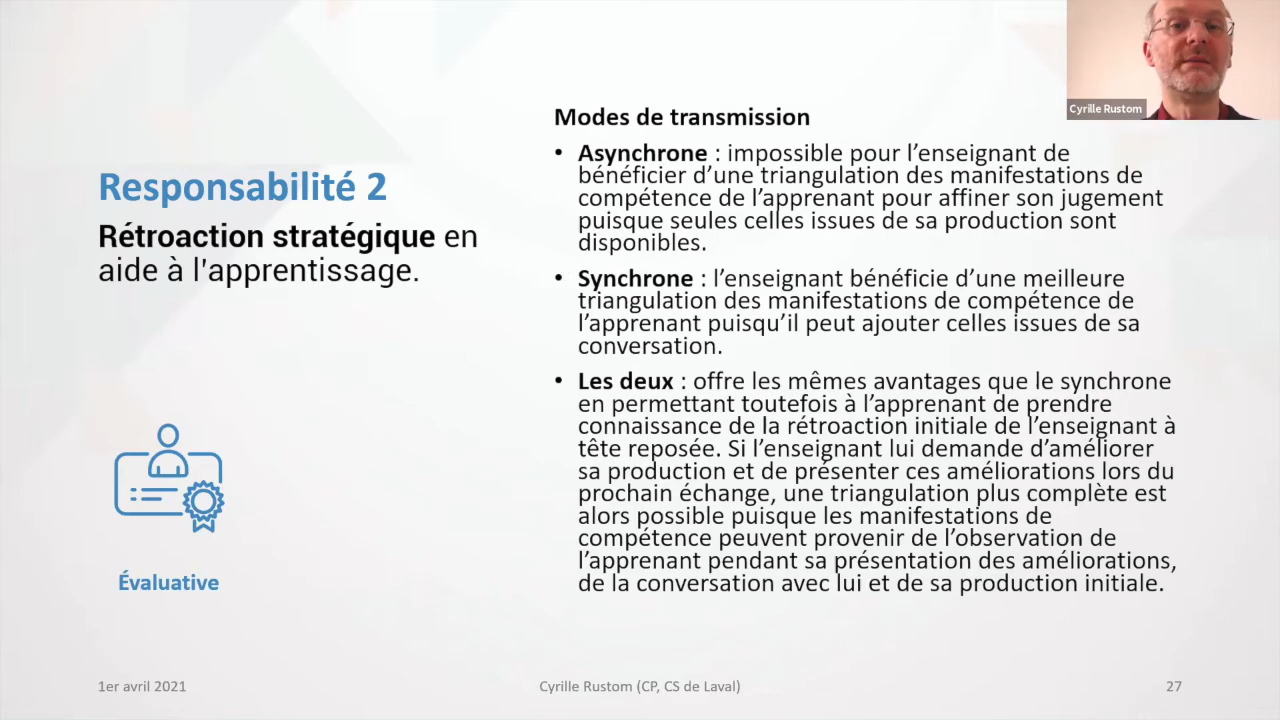 Cyrille Rustom
Responsabilité 2
Rétroaction stratégique en
aide à l'apprentissage.
Évaluative
Modes de transmission
• Asynchrone : impossible pour l’enseignant de
bénéficier d’une triangulation des manifestations de
compétence de l’apprenant pour affiner son jugement
puisque seules celles issues de sa production sont
disponibles.
• Synchrone : l’enseignant bénéficie d’une meilleure
triangulation des manifestations de compétence de
l’apprenant puisqu’il peut ajouter celles issues de sa
conversation.
• Les deux : offre les mêmes avantages que le synchrone
en permettant toutefois à l’apprenant de prendre
connaissance de la rétroaction initiale de l’enseignant à
tête reposée. Si l’enseignant lui demande d’améliorer
sa production et de présenter ces améliorations lors du
prochain échange, une triangulation plus complète est
alors possible puisque les manifestations de
compétence peuvent provenir de l’observation de
l’apprenant pendant sa présentation des améliorations,
de la conversation avec lui et de sa production initiale.
1er avril 2021
Cyrille Rustom (CP, CS de Laval)
27